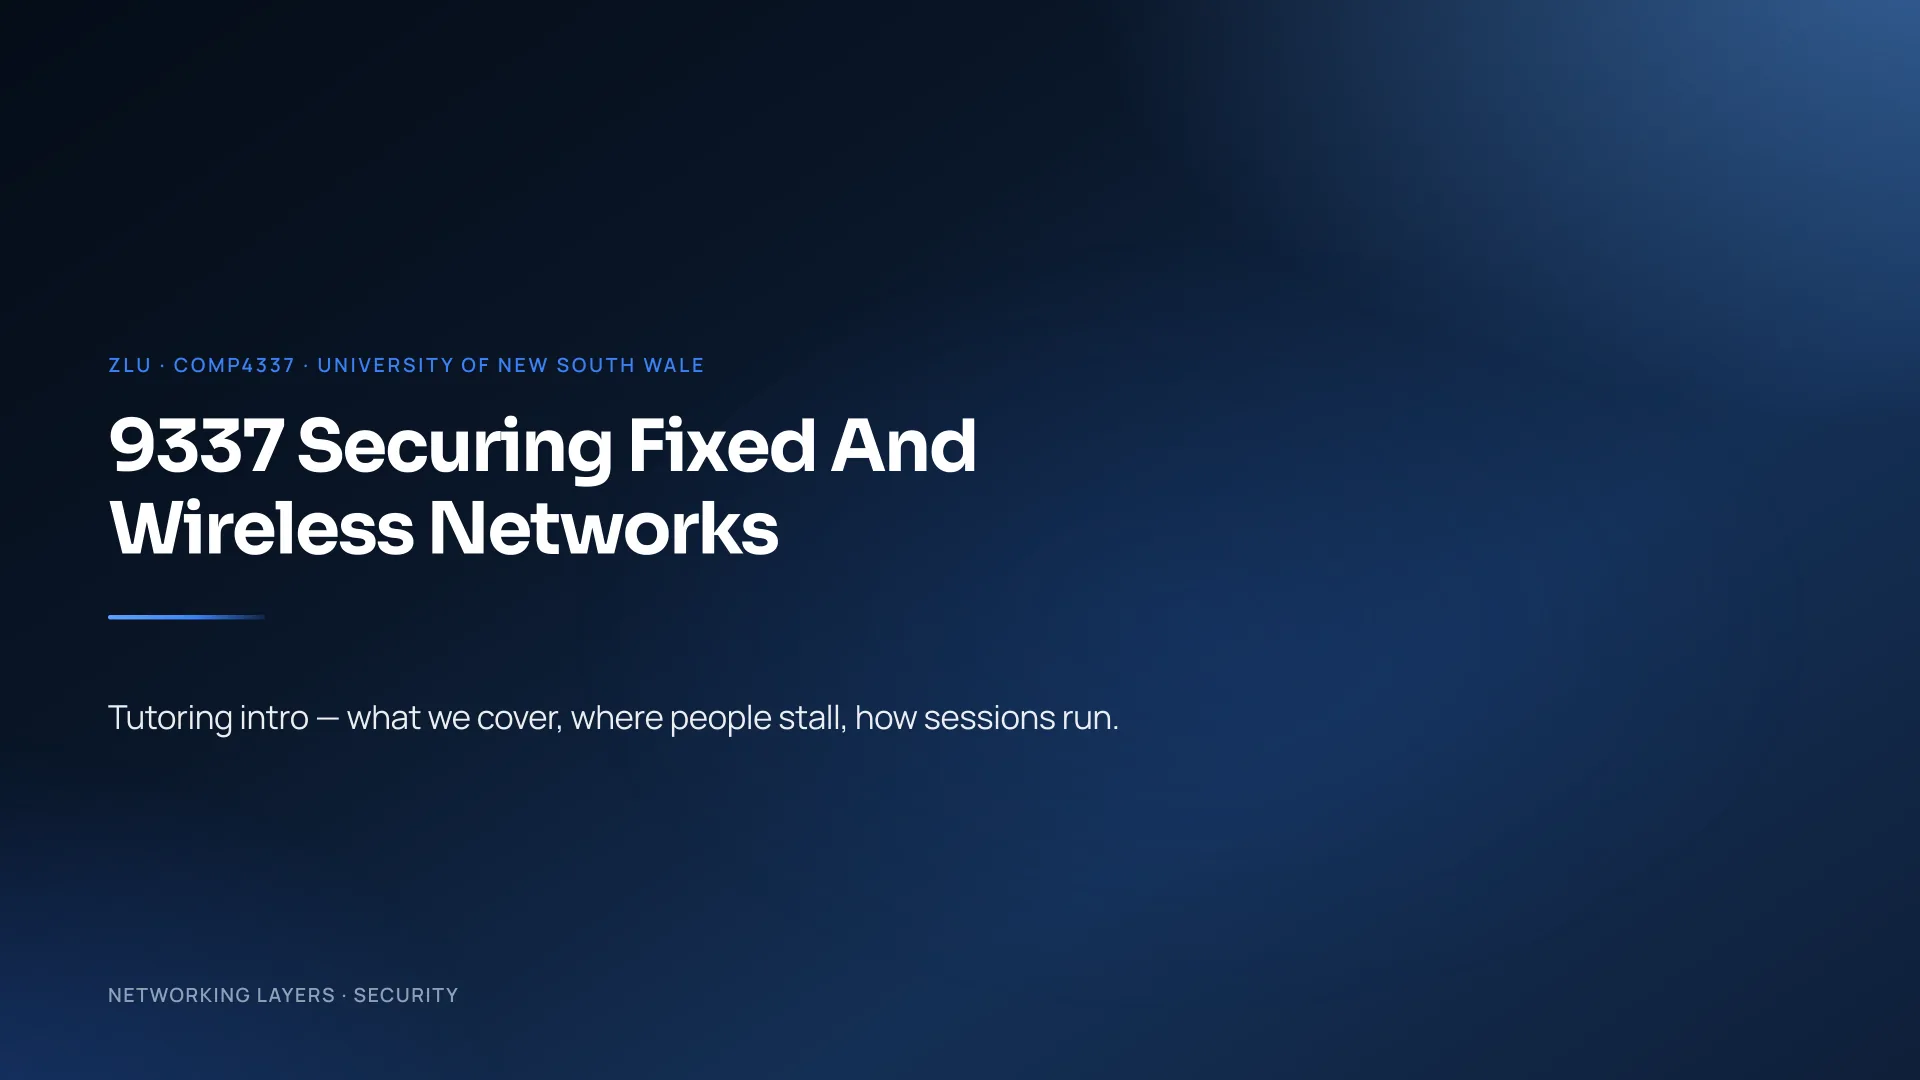 ZLU · COMP4337 · UNIVERSITY OF NEW SOUTH WALE
9337 Securing Fixed And
Wireless Networks
Tutoring intro — what we cover, where people stall, how sessions run.
NETWORKING LAYERS · SECURITY